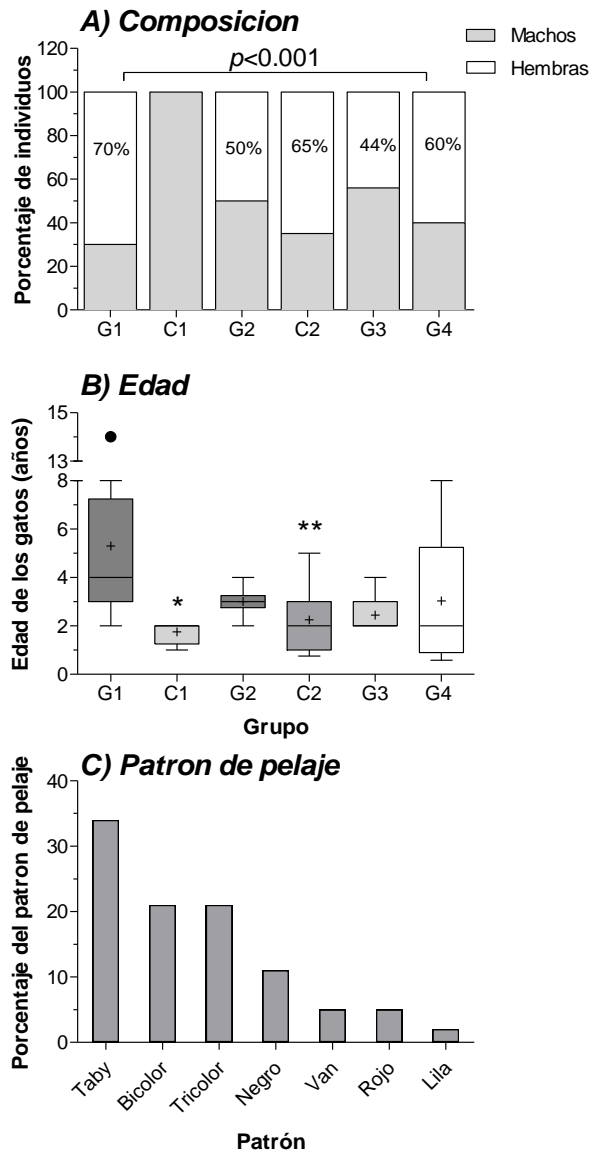 A) Composicion
Machos
Hembras
p<0.001
Porcentaje de individuos
120
100
80
60
40
20
0
70%
50%
65%
44%
60%
G1
C1
G2
C2
G3
G4
B) Edad
Edad de los gatos (años)
15
13
8
6
4
2
0
*
**
G1
C1
G2
C2
G3
G4
Grupo
C) Patron de pelaje
Porcentaje del patron de pelaje
40
30
20
10
0
Taby
Bicolor
Tricolor
Negro
Van
Rojo
Lila
Patrón